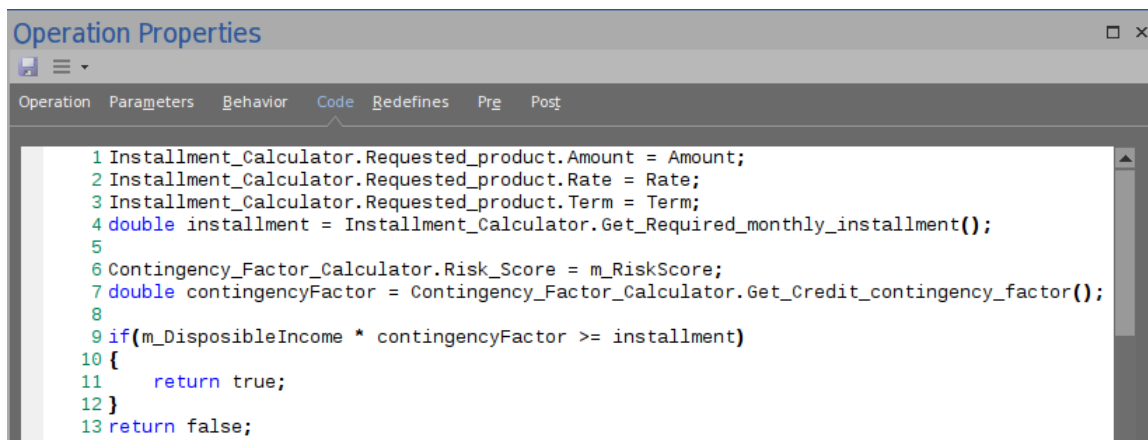 Operation Properties
Operation Parameters Behavior Code Redefines Pre Post
1 Installment_Calculator.Requested_product.Amount = Amount;
2 Installment_Calculator.Requested_product.Rate = Rate;
3 Installment_Calculator.Requested_product.Term = Term;
4 double installment = Installment_Calculator.Get_Required_monthly_installment();
5
6 Contingency_Factor_Calculator.Risk_Score = m_RiskScore;
7 double contingencyFactor = Contingency_Factor_Calculator.Get_Credit_contingency_factor();
8
9 if(m_DisposibleIncome * contingencyFactor >= installment)
10 {
11     return true;
12 }
13 return false;